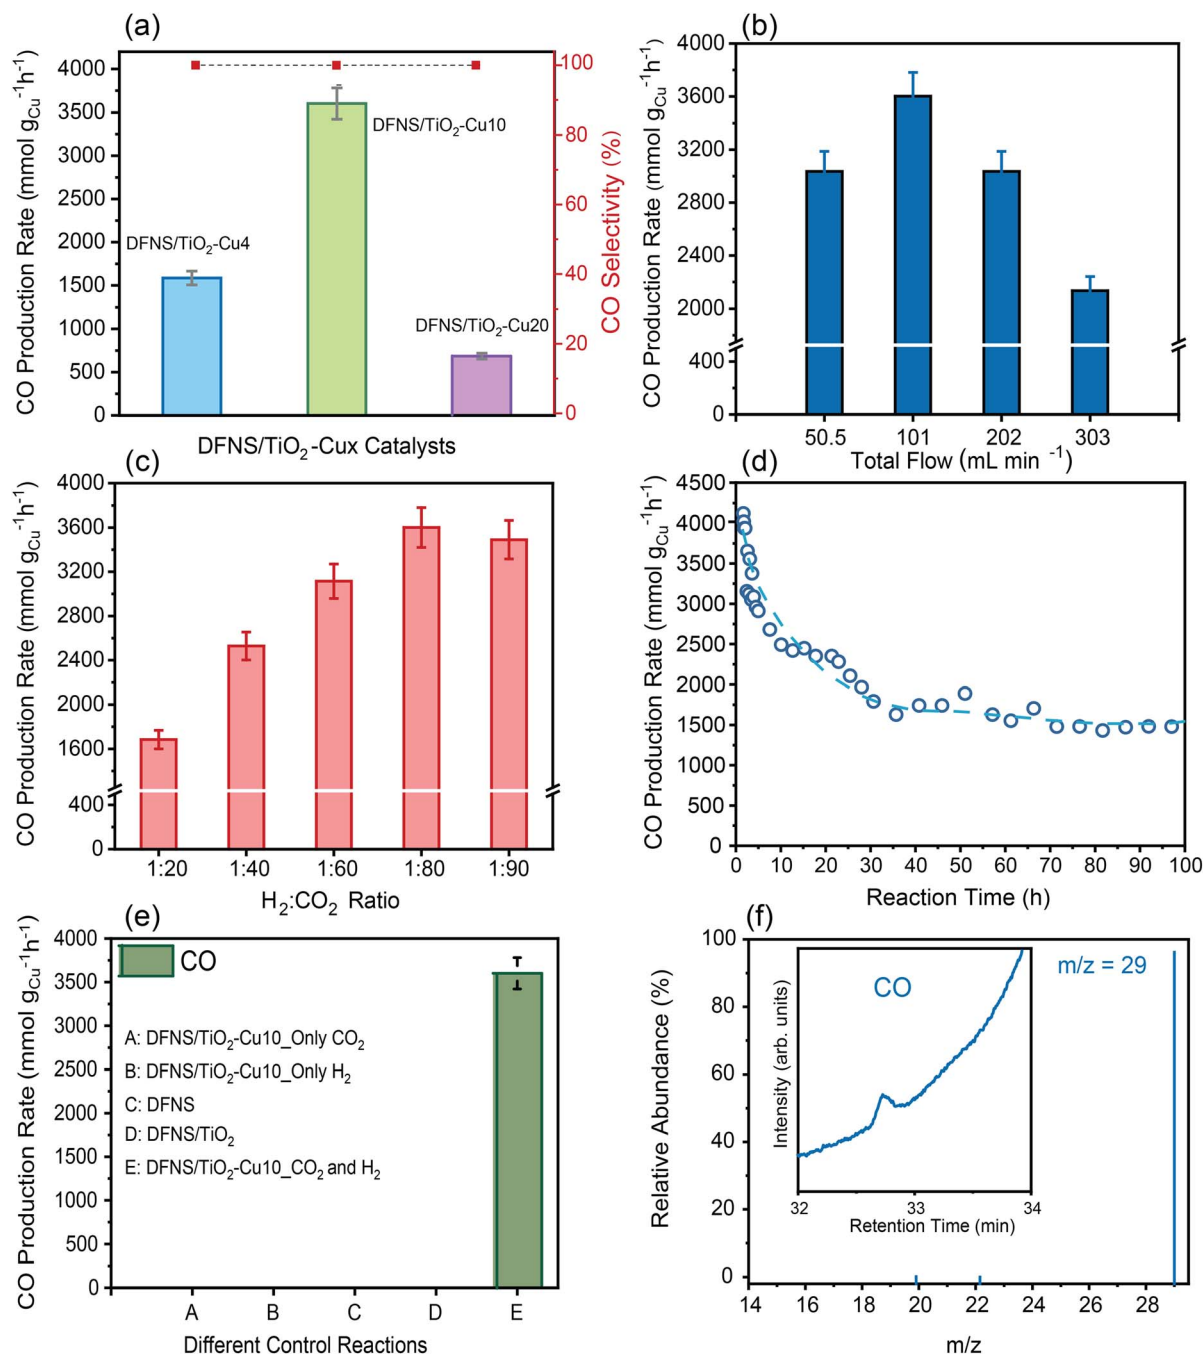 (a)
CO Production Rate (mmol g_Cu⁻¹h⁻¹)
4000
3500
3000
2500
2000
1500
1000
500
0
DFNS/TiO₂-Cu4
DFNS/TiO₂-Cu10
DFNS/TiO₂-Cu20
100
80
60
40
20
0
CO Selectivity (%)
DFNS/TiO₂-Cux Catalysts
(b)
CO Production Rate (mmol g_Cu⁻¹h⁻¹)
4000
3600
3200
2800
2400
2000
400
0
50.5 101 202 303
Total Flow (mL min ⁻¹)
(c)
CO Production Rate (mmol g_Cu⁻¹h⁻¹)
4000
3600
3200
2800
2400
2000
1600
400
0
1:20 1:40 1:60 1:80 1:90
H₂:CO₂ Ratio
(d)
CO Production Rate (mmol g_Cu⁻¹h⁻¹)
4500
4000
3500
3000
2500
2000
1500
1000
500
0
0 10 20 30 40 50 60 70 80 90 100
Reaction Time (h)
(e)
CO Production Rate (mmol g_Cu⁻¹h⁻¹)
4000
3500
3000
2500
2000
1500
1000
500
0
CO
A: DFNS/TiO₂-Cu10_Only CO₂
B: DFNS/TiO₂-Cu10_Only H₂
C: DFNS
D: DFNS/TiO₂
E: DFNS/TiO₂-Cu10_CO₂ and H₂
A B C D E
Different Control Reactions
(f)
Relative Abundance (%)
100
80
60
40
20
0
m/z = 29
CO
Intensity (arb. units)
32 33 34
Retention Time (min)
14 16 18 20 22 24 26 28
m/z